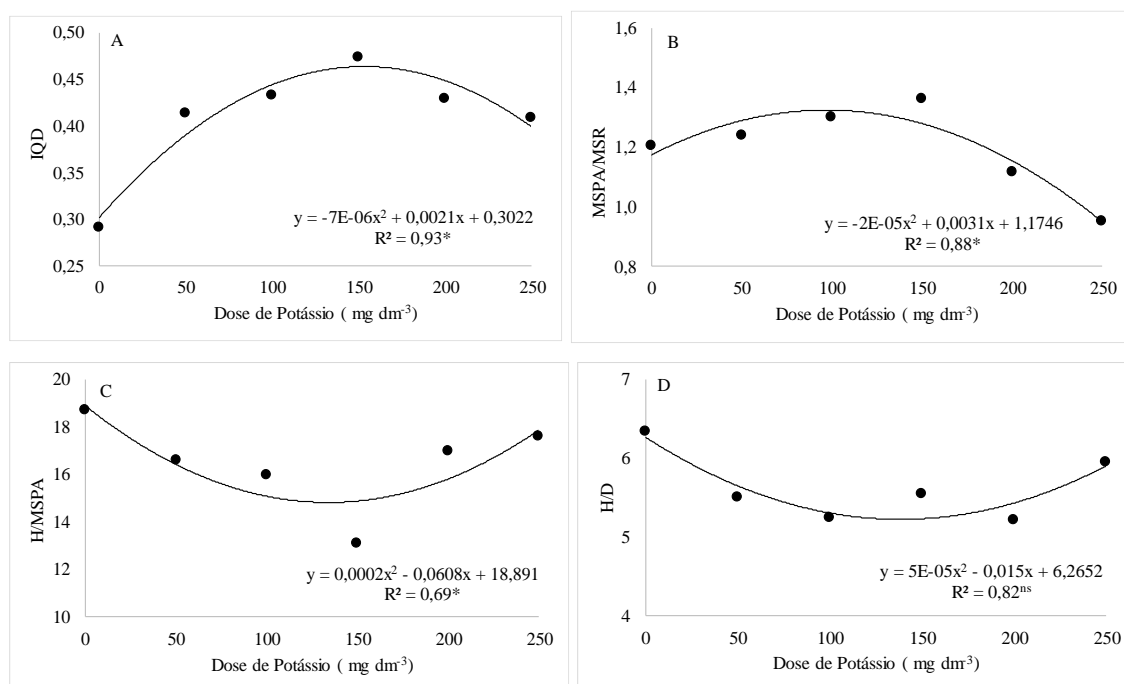 A
0,50
0,45
0,40
0,35
0,30
0,25
IQD
y = -7E-06x² + 0,0021x + 0,3022
R² = 0,93*
0 50 100 150 200 250
Dose de Potássio ( mg dm⁻³)
B
1,6
1,4
1,2
1,0
0,8
MSPA/MSR
y = -2E-05x² + 0,0031x + 1,1746
R² = 0,88*
0 50 100 150 200 250
Dose de Potássio ( mg dm⁻³)
C
20
18
16
14
12
10
H/MSPA
y = 0,0002x² - 0,0608x + 18,891
R² = 0,69*
0 50 100 150 200 250
Dose de Potássio ( mg dm⁻³)
D
7
6
5
4
H/D
y = 5E-05x² - 0,015x + 6,2652
R² = 0,82ⁿˢ
0 50 100 150 200 250
Dose de Potássio ( mg dm⁻³)